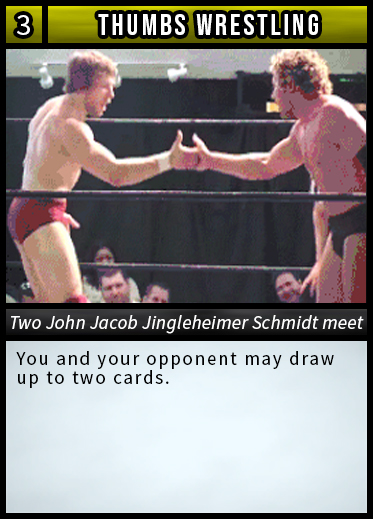 3 THUMBS WRESTLING
Two John Jacob Jingleheimer Schmidt meet
You and your opponent may draw
up to two cards.